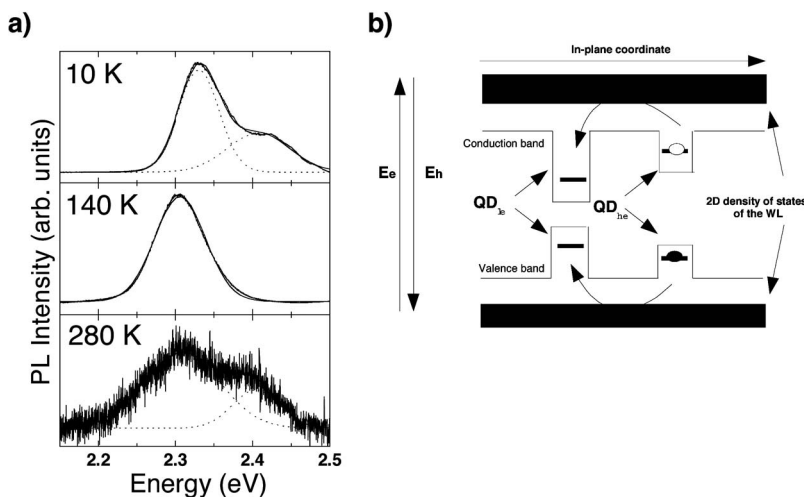 a)
10 K
140 K
280 K
PL Intensity (arb. units)
2.2 2.3 2.4 2.5
Energy (eV)
b)
In-plane coordinate
Ee
Eh
Conduction band
QDle
QDhe
2D density of states
of the WL
Valence band